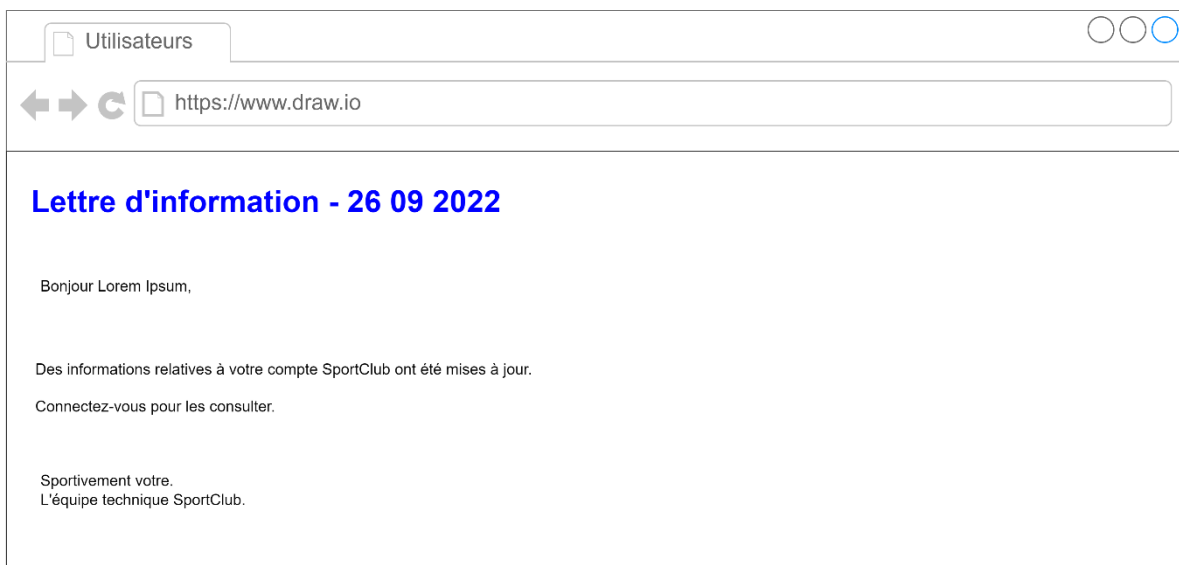 Utilisateurs
https://www.draw.io
Lettre d'information - 26 09 2022
Bonjour Lorem Ipsum,
Des informations relatives à votre compte SportClub ont été mises à jour.
Connectez-vous pour les consulter.
Sportivement votre.
L'équipe technique SportClub.